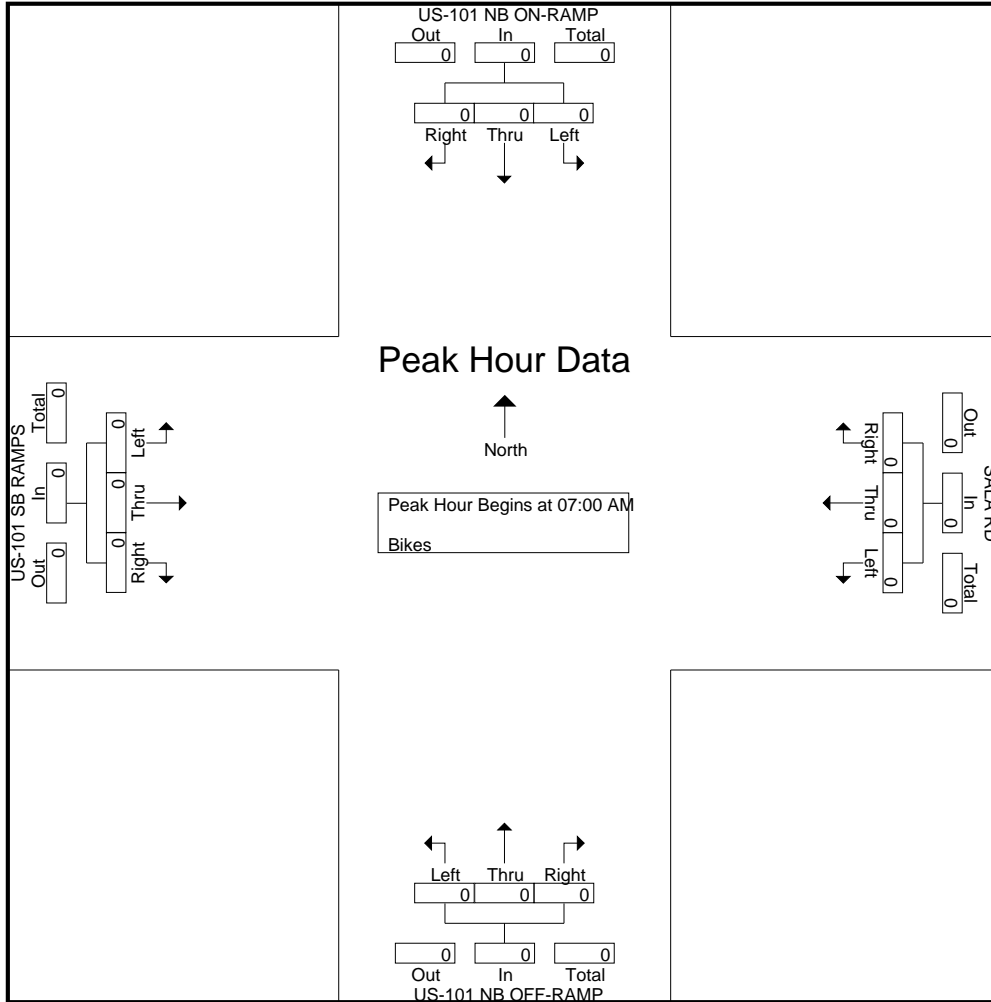 US-101 NB ON-RAMP
Out In Total
0 0 0
0 0 0
Right Thru Left
Peak Hour Data
North
Peak Hour Begins at 07:00 AM
Bikes
US-101 SB RAMPS
Out In Total
0 0 0
0 0 0
Right Thru Left
Right Thru Left
0 0 0
0 0 0
Out In Total
Left Thru Right
0 0 0
0 0 0
Out In Total
US-101 NB OFF-RAMP